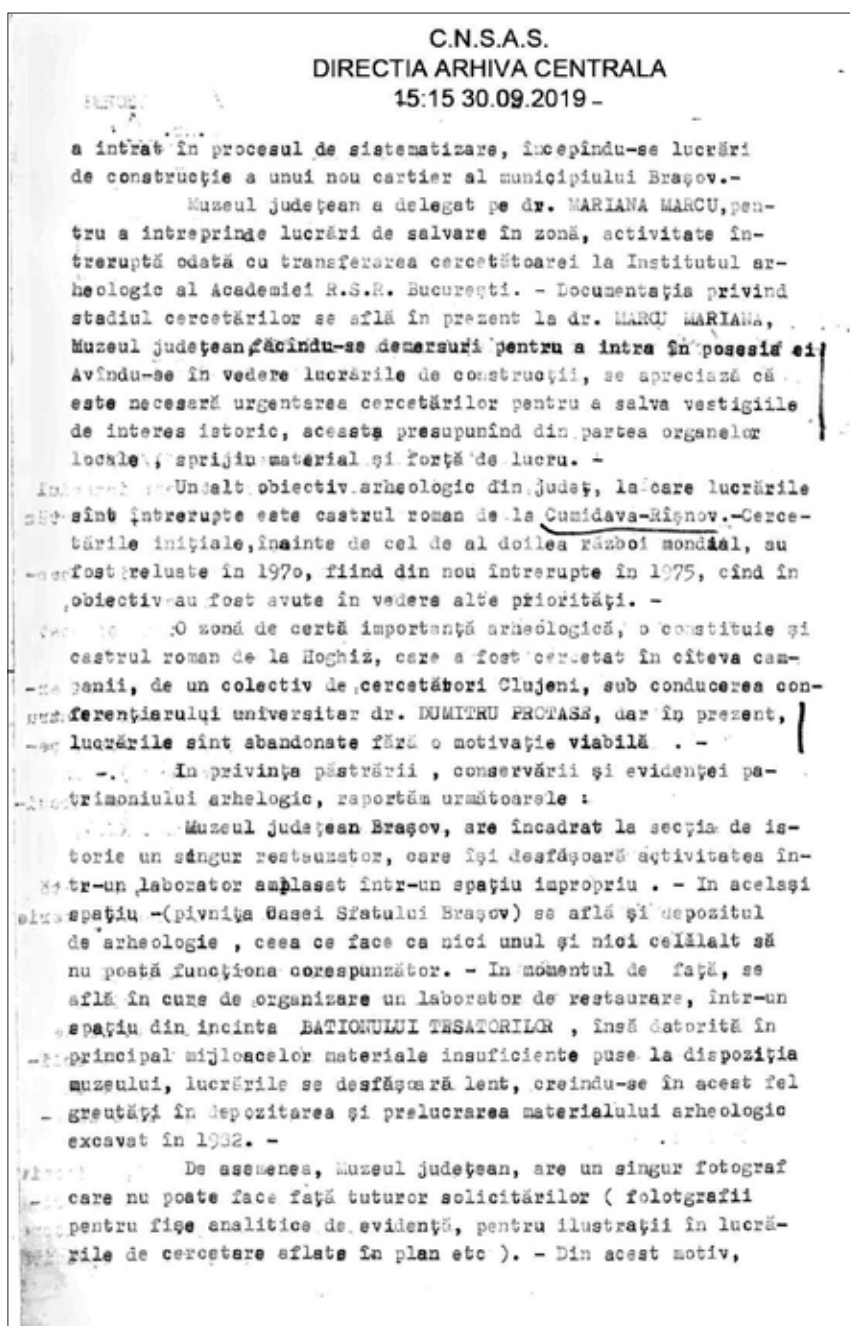 C.N.S.A.S.
DIRECTIA ARHIVA CENTRALA
15:15 30.09.2019 -
a intrat în procesul de sistematizare, începîndu-se lucrări
de construcţie a unui nou cartier al municipiului Braşov.-
Muzeul judeţean a delegat pe dr. MARIANA MARCU,pen-
tru a întreprinde lucrări de salvare în zonă, activitate în-
treruptă odată cu transferarea cercetătoarei la Institutul ar-
heologic al Academiei R.S.R. Bucureşti. - Documentaţia privind
stadiul cercetărilor se află în prezent la dr. MARCU MARIANA,
Muzeul judeţean făcîndu-se demersuri pentru a intra în posesia ei
Avîndu-se în vedere lucrările de construcţii, se apreciază că
este necesară urgentarea cercetărilor pentru a salva vestigiile
de interes istoric, aceasta presupunînd din partea organelor
locale , sprijin material şi forţă de lucru. -
Un alt obiectiv arheologic din judeţ, la care lucrările
sînt întrerupte este castrul roman de la Cumidava-Rîşnov.-Cerce-
tările iniţiale,înainte de cel de al doilea război mondial, au
fost reluate în 1970, fiind din nou întrerupte în 1975, cînd în
obiectiv au fost avute în vedere alte priorităţi. -
O zonă de certă importanţă arheologică, o constituie şi
castrul roman de la Hoghiz, care a fost cercetat în cîteva cam-
panii, de un colectiv de cercetători Clujeni, sub conducerea con-
ferenţiarului universitar dr. DUMITRU PROTASE, dar în prezent,
lucrările sînt abandonate fără o motivaţie viabilă . -
In privinţa păstrării , conservării şi evidenţei pa-
trimoniului arhelogic, raportăm următoarele :
Muzeul judeţean Braşov, are încadrat la secţia de is-
torie un singur restauzator, care îşi desfăşoară activitatea în-
tr-un laborator amplasat într-un spaţiu impropriu . - In acelaşi
spaţiu -(pivniţa Casei Sfatului Braşov) se află şi depozitul
de arheologie , ceea ce face ca nici unul şi nici celălalt să
nu poată funcţiona corespunzător. - In momentul de faţă, se
află în curs de organizare un laborator de restaurare, într-un
spaţiu din incinta BATIONULUI TESATORILOR , însă datorită în
principal mijloacelor materiale insuficiente puse la dispoziţia
muzeului, lucrările se desfăşoară lent, creindu-se în acest fel
greutăţi în depozitarea şi prelucrarea materialului arheologic
excavat în 1982. -
De asemenea, Muzeul judeţean, are un singur fotograf
care nu poate face faţă tuturor solicitărilor ( folotgrafii
pentru fişe analitice de evidenţă, pentru ilustraţii în lucră-
rile de cercetare aflate în plan etc ). - Din acest motiv,